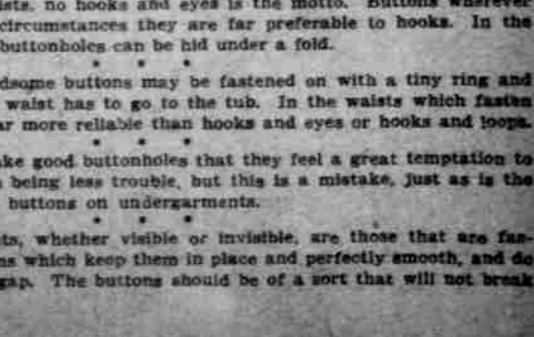 ists, no hooks and eyes is the motto. Buttons wherever
circumstances they are far preferable to hooks. In the
buttonholes can be hid under a fold.
* * *
dsome buttons may be fastened on with a tiny ring and
waist has to go to the tub. In the waists which fasten
ar more reliable than hooks and eyes or hooks and loops.
* * *
ake good buttonholes that they feel a great temptation to
being less trouble, but this is a mistake, just as is the
buttons on undergarments.
* * *
ts, whether visible or invisible, are those that are fas-
ns which keep them in place and perfectly smooth, and do
gap. The buttons should be of a sort that will not break